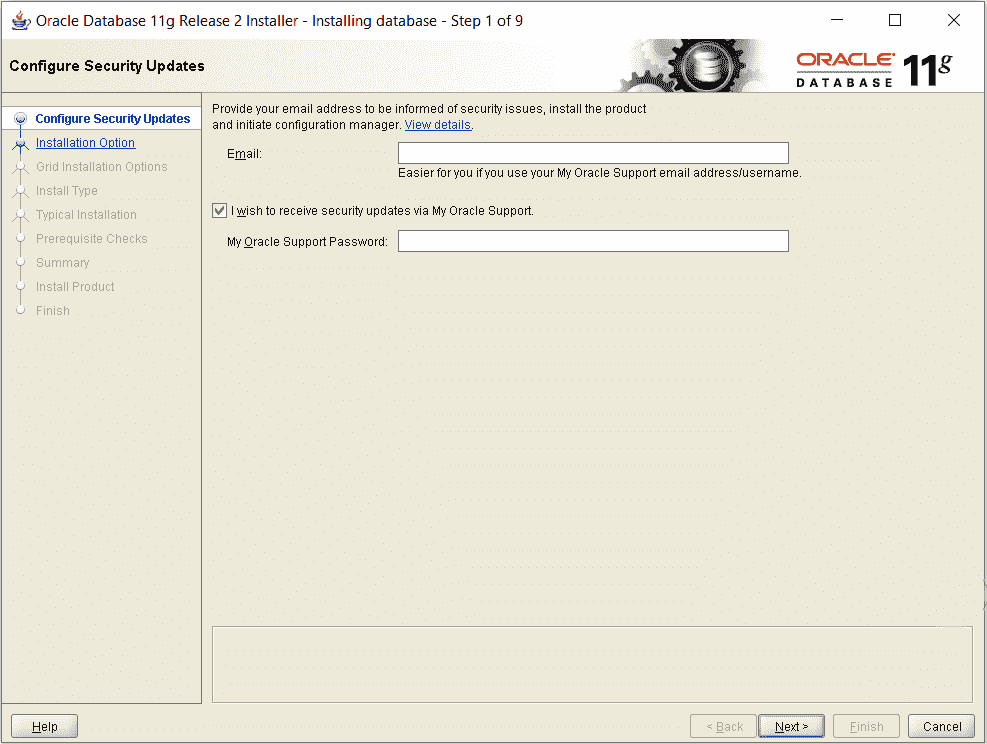 Oracle Database 11g Release 2 Installer - Installing database - Step 1 of 9
Configure Security Updates
ORACLE
DATABASE
11g
Configure Security Updates
Installation Option
Grid Installation Options
Install Type
Typical Installation
Prerequisite Checks
Summary
Install Product
Finish
Provide your email address to be informed of security issues, install the product
and initiate configuration manager. View details.
Email:
Easier for you if you use your My Oracle Support email address/username.
I wish to receive security updates via My Oracle Support.
My Oracle Support Password:
Help
< Back
Next >
Finish
Cancel